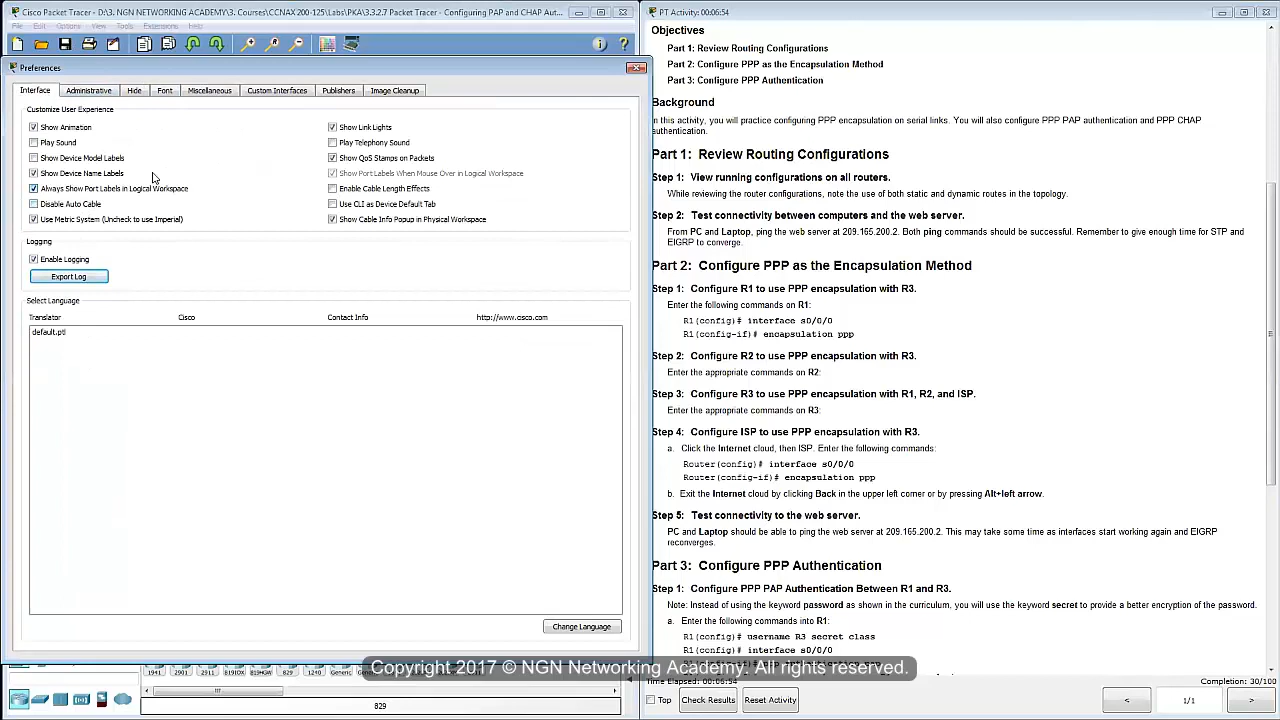 Cisco Packet Tracer - D:\3. NGN NETWORKING ACADEMY\3. Courses\CCNAX 200-125\Labs\PKA\3.3.2.7 Packet Tracer - Configuring PAP and CHAP Aut...
File Edit Options View Tools Extensions Help
Preferences
Interface Administrative Hide Font Miscellaneous Custom Interfaces Publishers Image Cleanup
Customize User Experience
Show Animation
Play Sound
Show Device Model Labels
Show Device Name Labels
Always Show Port Labels in Logical Workspace
Disable Auto Cable
Use Metric System (Uncheck to use Imperial)
Show Link Lights
Play Telephony Sound
Show QoS Stamps on Packets
Show Port Labels When Mouse Over in Logical Workspace
Enable Cable Length Effects
Use CLI as Device Default Tab
Show Cable Info Popup in Physical Workspace
Logging
Enable Logging
Export Log
Select Language
Translator Cisco Contact Info http://www.cisco.com
default.ptl
Change Language
1941 2901 2911 819IOX 819HGW 829 1240 Generic Generic
829
PT Activity: 00:06:54
Objectives
Part 1: Review Routing Configurations
Part 2: Configure PPP as the Encapsulation Method
Part 3: Configure PPP Authentication
Background
In this activity, you will practice configuring PPP encapsulation on serial links. You will also configure PPP PAP authentication and PPP CHAP
authentication.
Part 1: Review Routing Configurations
Step 1: View running configurations on all routers.
While reviewing the router configurations, note the use of both static and dynamic routes in the topology.
Step 2: Test connectivity between computers and the web server.
From PC and Laptop, ping the web server at 209.165.200.2. Both ping commands should be successful. Remember to give enough time for STP and
EIGRP to converge.
Part 2: Configure PPP as the Encapsulation Method
Step 1: Configure R1 to use PPP encapsulation with R3.
Enter the following commands on R1:
R1(config)# interface s0/0/0
R1(config-if)# encapsulation ppp
Step 2: Configure R2 to use PPP encapsulation with R3.
Enter the appropriate commands on R2:
Step 3: Configure R3 to use PPP encapsulation with R1, R2, and ISP.
Enter the appropriate commands on R3:
Step 4: Configure ISP to use PPP encapsulation with R3.
a. Click the Internet cloud, then ISP. Enter the following commands:
Router(config)# interface s0/0/0
Router(config-if)# encapsulation ppp
b. Exit the Internet cloud by clicking Back in the upper left corner or by pressing Alt+left arrow.
Step 5: Test connectivity to the web server.
PC and Laptop should be able to ping the web server at 209.165.200.2. This may take some time as interfaces start working again and EIGRP
reconverges.
Part 3: Configure PPP Authentication
Step 1: Configure PPP PAP Authentication Between R1 and R3.
Note: Instead of using the keyword password as shown in the curriculum, you will use the keyword secret to provide a better encryption of the password.
a. Enter the following commands into R1:
R1(config)# username R3 secret class
R1(config)# interface s0/0/0
Copyright 2017 © NGN Networking Academy. All rights reserved.
Time Elapsed: 00:06:54 Completion: 30/100
Top Check Results Reset Activity < 1/1 >